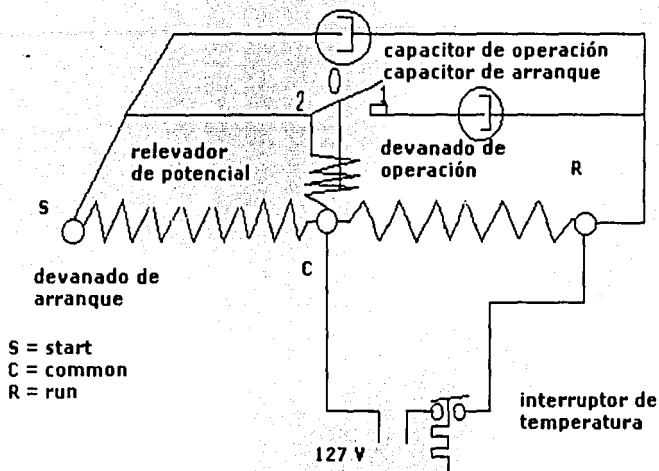 capacitor de operación
capacitor de arranque
2
1
relevador
de potencial
devanado de
operación
R
S
C
devanado de
arranque
S = start
C = common
R = run
interruptor de
temperatura
127 V